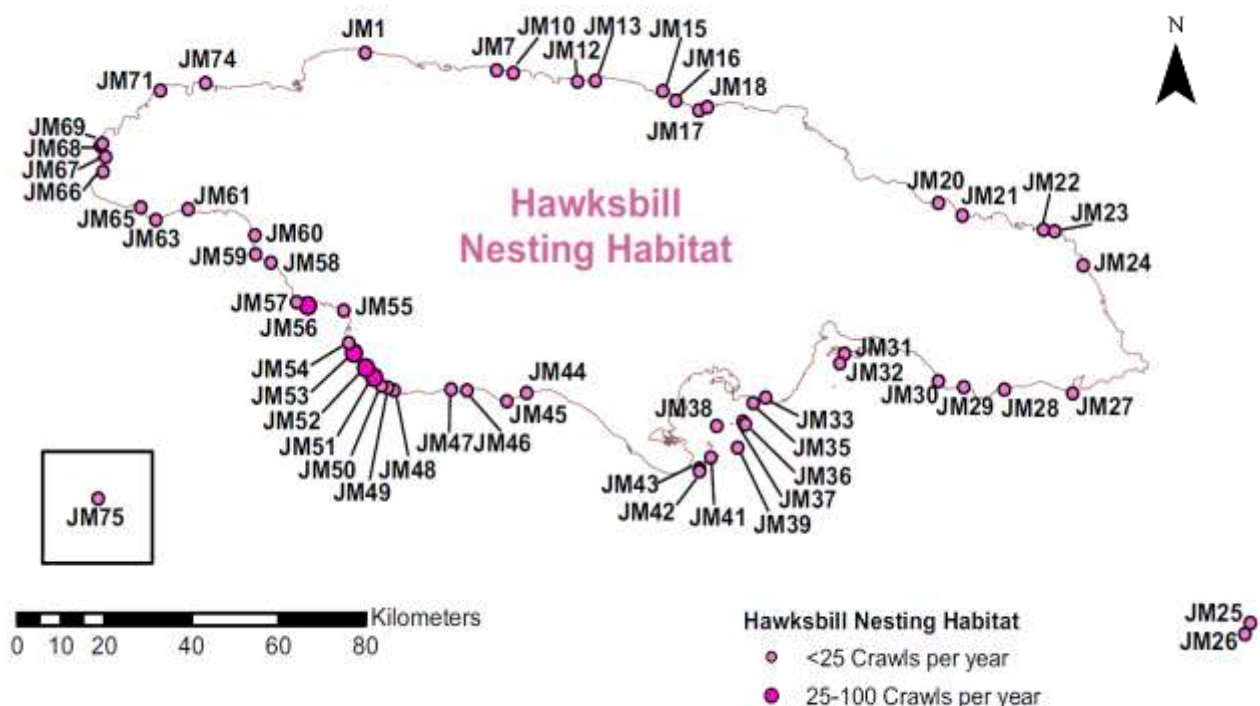 JM1
N
JM7
JM10
JM12
JM13
JM15
JM16
JM18
JM17
JM74
JM71
JM69
JM68
JM67
JM66
JM65
JM63
JM61
JM60
JM59
JM58
Hawksbill
Nesting Habitat
JM20
JM21
JM22
JM23
JM24
JM57
JM56
JM55
JM54
JM53
JM52
JM51
JM50
JM49
JM48
JM47
JM46
JM45
JM44
JM31
JM32
JM30
JM29
JM28
JM27
JM33
JM35
JM36
JM37
JM38
JM39
JM41
JM42
JM43
JM75
Kilometers
0 5 10 20 40 60 80
JM25
JM26
Hawksbill Nesting Habitat
<25 Crawls per year
25-100 Crawls per year